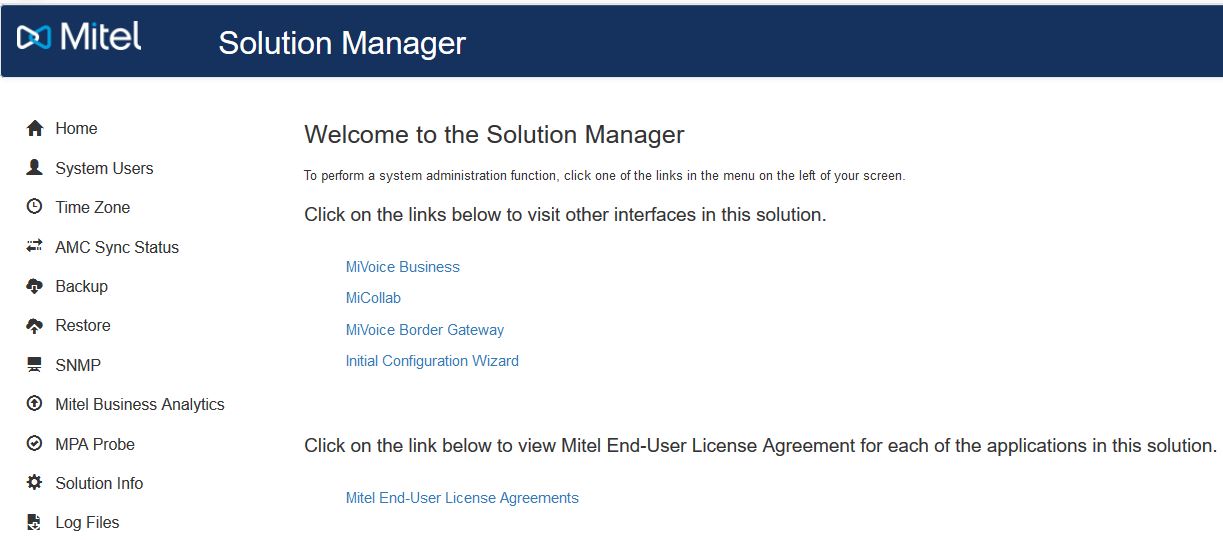 Mitel
Solution Manager
Home
System Users
Time Zone
AMC Sync Status
Backup
Restore
SNMP
Mitel Business Analytics
MPA Probe
Solution Info
Log Files
Welcome to the Solution Manager
To perform a system administration function, click one of the links in the menu on the left of your screen.
Click on the links below to visit other interfaces in this solution.
MiVoice Business
MiCollab
MiVoice Border Gateway
Initial Configuration Wizard
Click on the link below to view Mitel End-User License Agreement for each of the applications in this solution.
Mitel End-User License Agreements